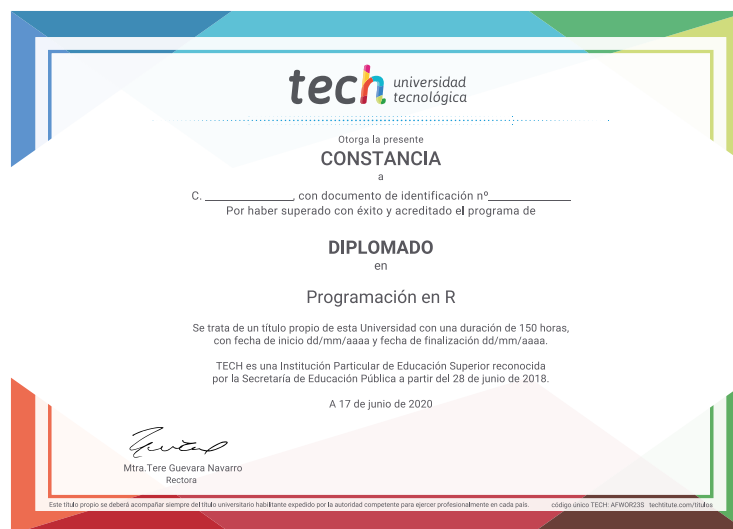 tech universidad
tecnológica
Otorga la presente
CONSTANCIA
a
C. ______________, con documento de identificación nº______________
Por haber superado con éxito y acreditado el programa de
DIPLOMADO
en
Programación en R
Se trata de un título propio de esta Universidad con una duración de 150 horas,
con fecha de inicio dd/mm/aaaa y fecha de finalización dd/mm/aaaa.
TECH es una Institución Particular de Educación Superior reconocida
por la Secretaría de Educación Pública a partir del 28 de junio de 2018.
A 17 de junio de 2020
Mtra.Tere Guevara Navarro
Rectora
Este título propio se deberá acompañar siempre del título universitario habilitante expedido por la autoridad competente para ejercer profesionalmente en cada país. código único TECH: AFWOR23S techtitute.com/titulos